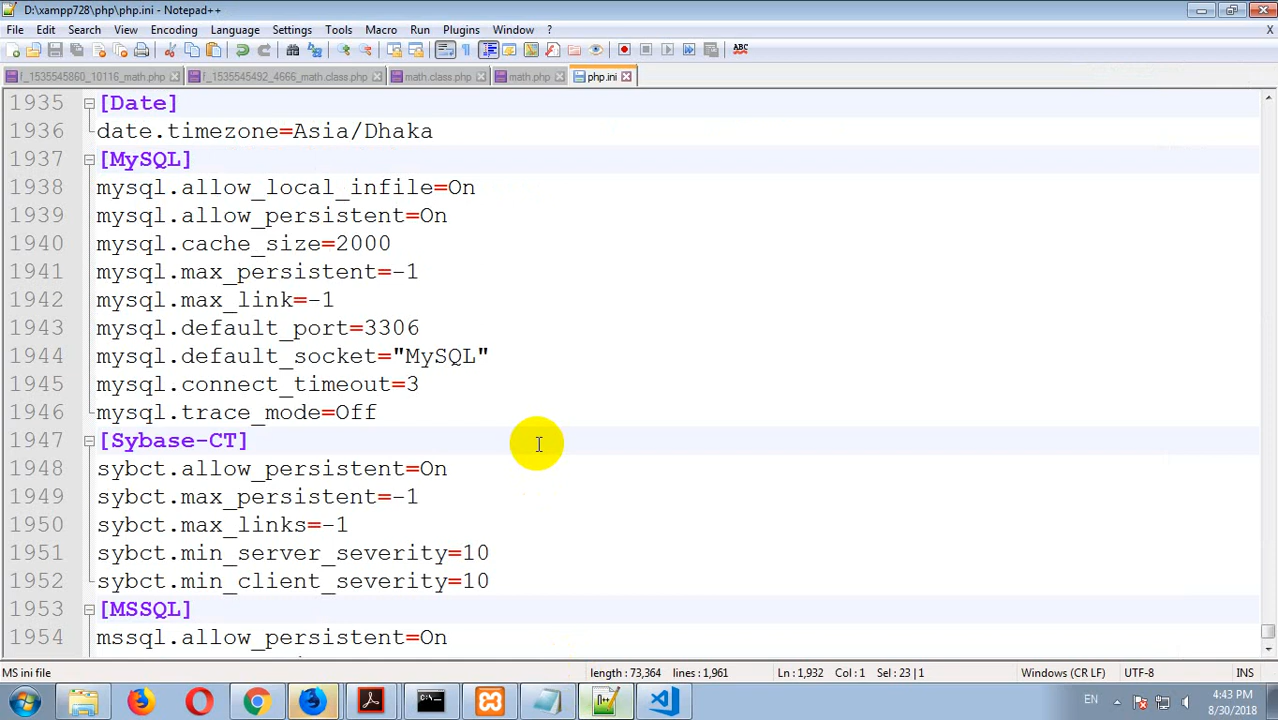 D:\xampp728\php\php.ini - Notepad++
File Edit Search View Encoding Language Settings Tools Macro Run Plugins Window ? X
f_1535545860_10116_math.php f_1535545492_4666_math.class.php math.class.php math.php php.ini
1935 [Date]
1936 date.timezone=Asia/Dhaka
1937 [MySQL]
1938 mysql.allow_local_infile=On
1939 mysql.allow_persistent=On
1940 mysql.cache_size=2000
1941 mysql.max_persistent=-1
1942 mysql.max_link=-1
1943 mysql.default_port=3306
1944 mysql.default_socket="MySQL"
1945 mysql.connect_timeout=3
1946 mysql.trace_mode=Off
1947 [Sybase-CT]
1948 sybct.allow_persistent=On
1949 sybct.max_persistent=-1
1950 sybct.max_links=-1
1951 sybct.min_server_severity=10
1952 sybct.min_client_severity=10
1953 [MSSQL]
1954 mssql.allow_persistent=On
MS ini file length : 73,364 lines : 1,961 Ln : 1,932 Col : 1 Sel : 23 | 1 Windows (CR LF) UTF-8 INS
EN 4:43 PM
8/30/2018